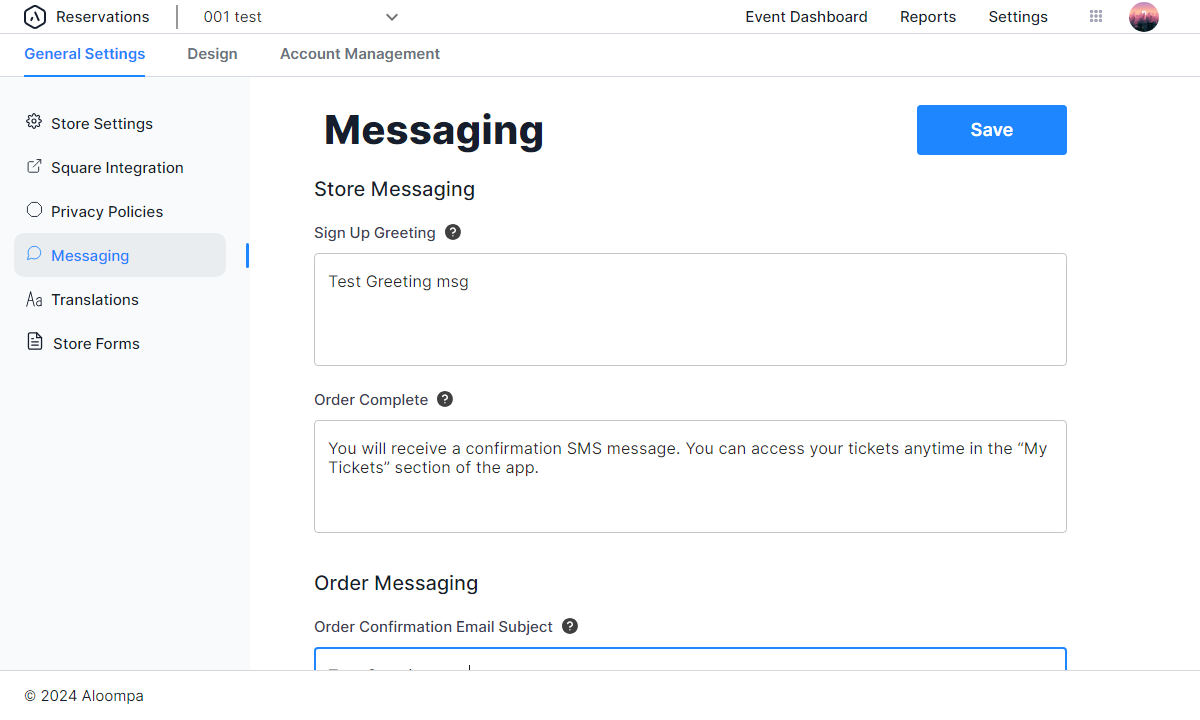 Reservations
001 test
Event Dashboard
Reports
Settings
General Settings
Design
Account Management
Store Settings
Square Integration
Privacy Policies
Messaging
Aa Translations
Store Forms
Messaging
Save
Store Messaging
Sign Up Greeting ?
Test Greeting msg
Order Complete ?
You will receive a confirmation SMS message. You can access your tickets anytime in the “My
Tickets” section of the app.
Order Messaging
Order Confirmation Email Subject ?
© 2024 Aloompa